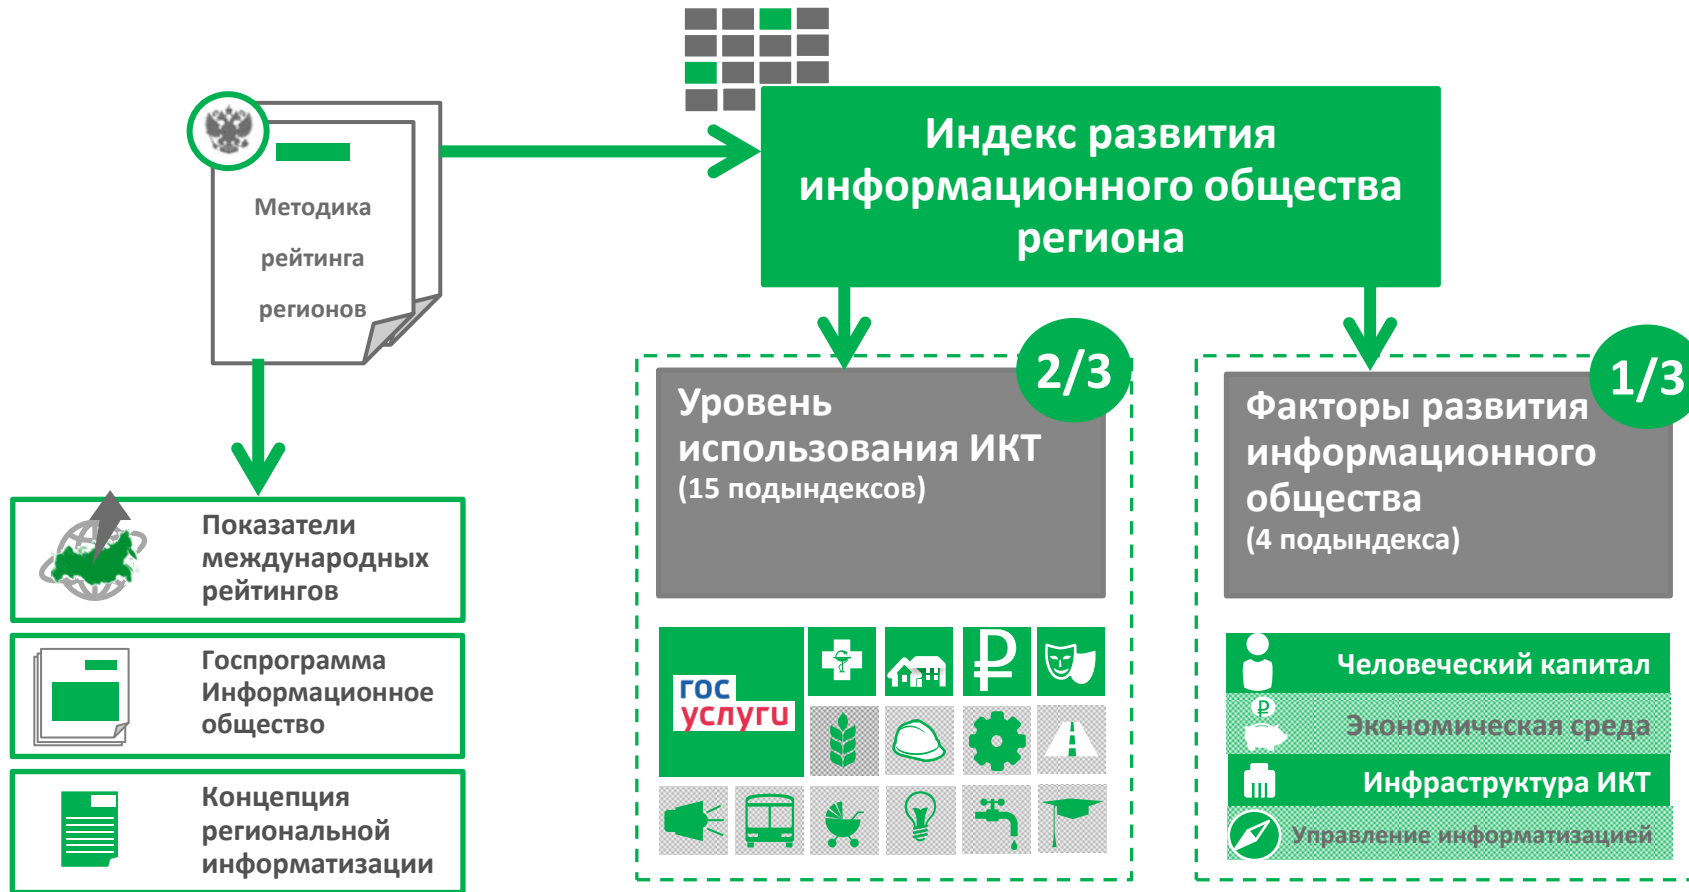 Методика
рейтинга
регионов
Индекс развития
информационного общества
региона
2/3
Уровень
использования ИКТ
(15 подындексов)
1/3
Факторы развития
информационного
общества
(4 подындекса)
Показатели
международных
рейтингов
Госпрограмма
Информационное
общество
Концепция
региональной
информатизации
гос
услуги
₽
Человеческий капитал
₽
Экономическая среда
Инфраструктура ИКТ
Управление информатизацией